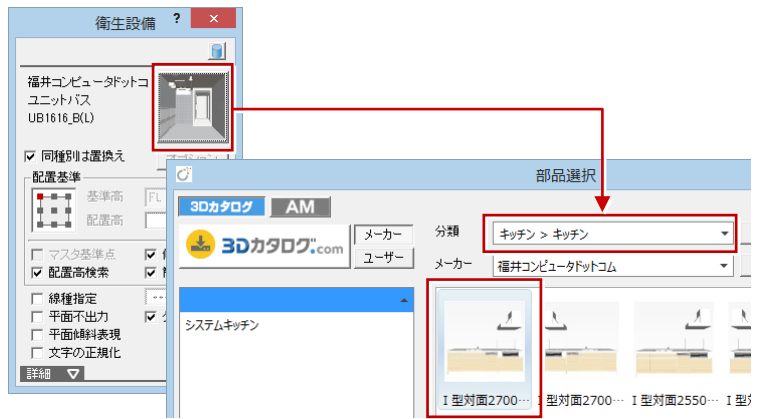 衛生設備
福井コンピュータドットコ
ユニットバス
UB1616_B(L)
同種別は置換え
配置基準
基準高
FL
配置高
マスタ基準点
配置高検索
線種指定
平面不出力
平面傾斜表現
文字の正規化
詳細
部品選択
3Dカタログ
AM
3Dカタログ.com
メーカー
ユーザー
分類
キッチン > キッチン
メーカー
福井コンピュータドットコム
システムキッチン
I 型対面2700…
I 型対面2700…
I 型対面2550…
I 型